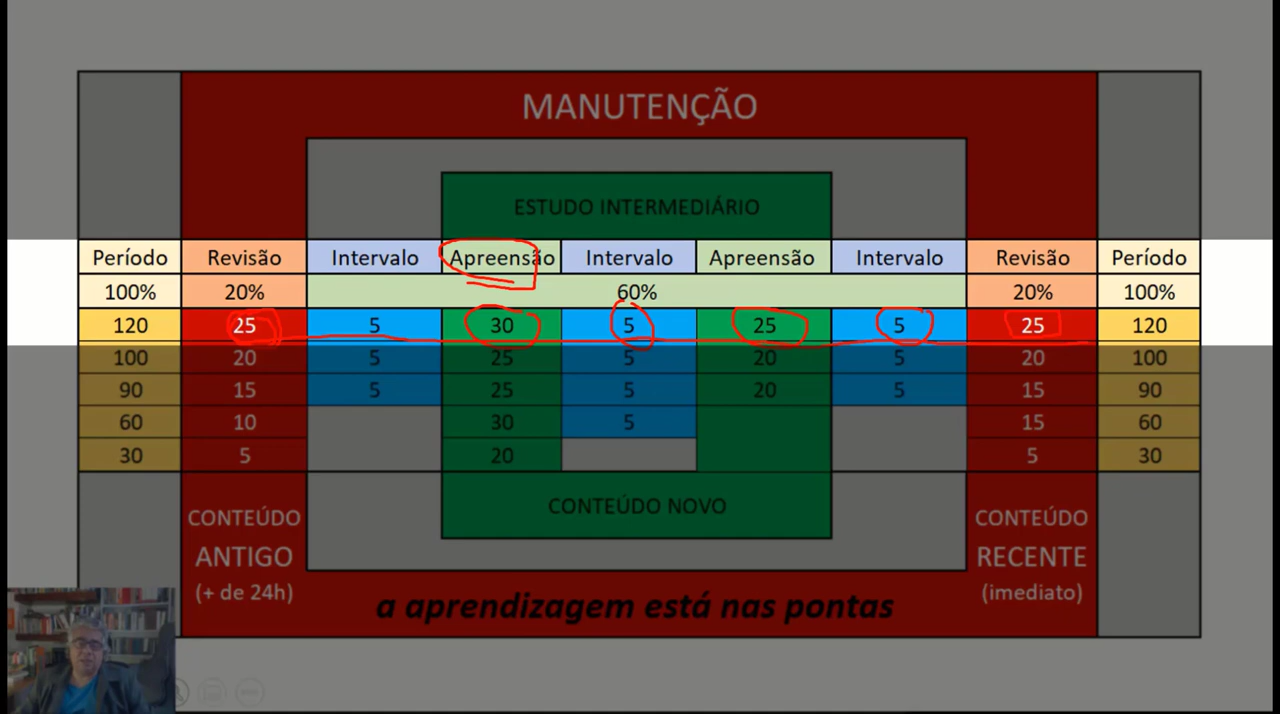 MANUTENÇÃO
ESTUDO INTERMEDIÁRIO
Período Revisão Intervalo Apreensão Intervalo Apreensão Intervalo Revisão Período
100% 20% 60% 20% 100%
120 25 5 30 5 25 5 25 120
100 20 5 25 5 20 5 20 100
90 15 5 25 5 20 5 15 90
60 10 30 5 15 60
30 5 20 5 30
CONTEÚDO NOVO
CONTEÚDO
ANTIGO
(+ de 24h)
CONTEÚDO
RECENTE
(imediato)
a aprendizagem está nas pontas